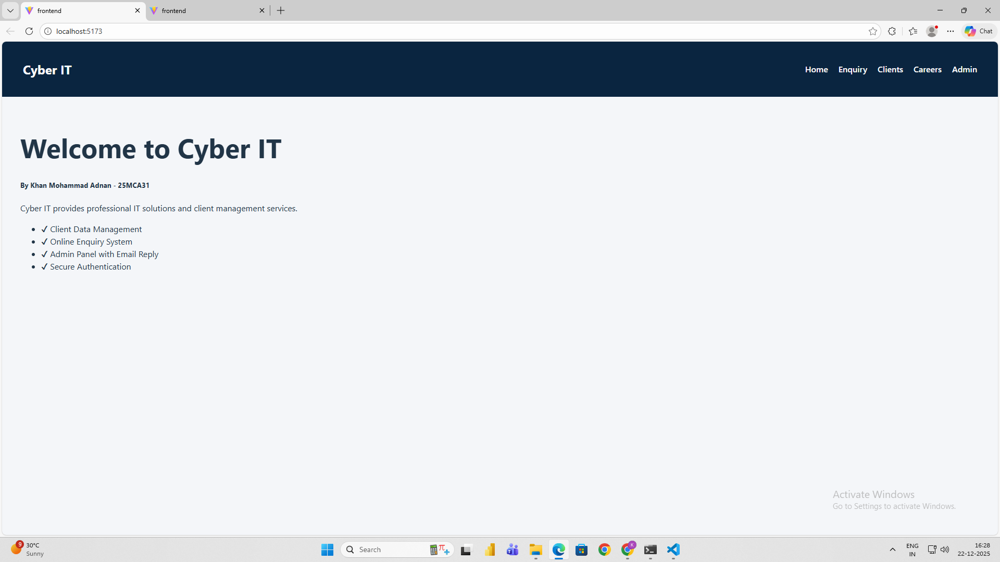 frontend
frontend
localhost:5173
Chat
Cyber IT
Home Enquiry Clients Careers Admin
Welcome to Cyber IT
By Khan Mohammad Adnan - 25MCA31
Cyber IT provides professional IT solutions and client management services.
• ✔ Client Data Management
• ✔ Online Enquiry System
• ✔ Admin Panel with Email Reply
• ✔ Secure Authentication
Activate Windows
Go to Settings to activate Windows.
9
30°C
Sunny
Search
K
ENG
IN
16:28
22-12-2025